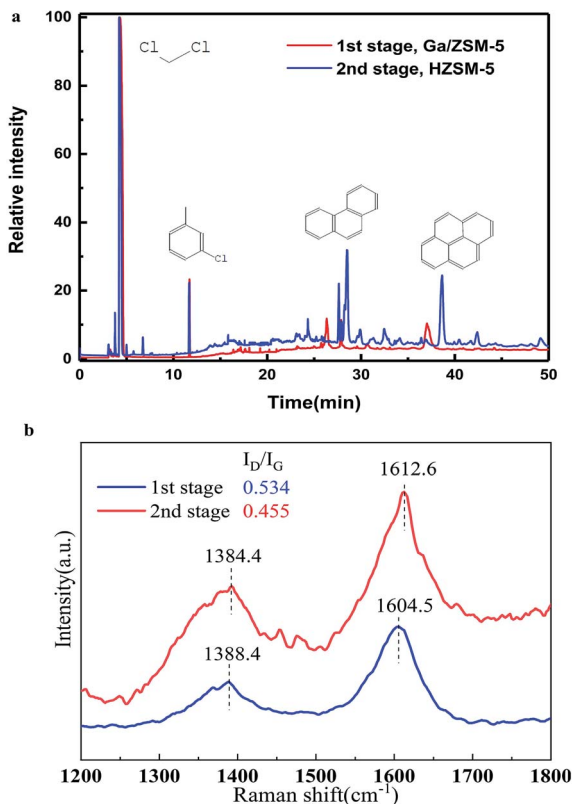 a
100
80
60
40
20
0
Relative intensity
Cl Cl
1st stage, Ga/ZSM-5
2nd stage, HZSM-5
Cl
0 10 20 30 40 50
Time(min)
b
I_D/I_G
1st stage 0.534
2nd stage 0.455
1612.6
1384.4
1604.5
1388.4
Intensity(a.u.)
1200 1300 1400 1500 1600 1700 1800
Raman shift(cm⁻¹)